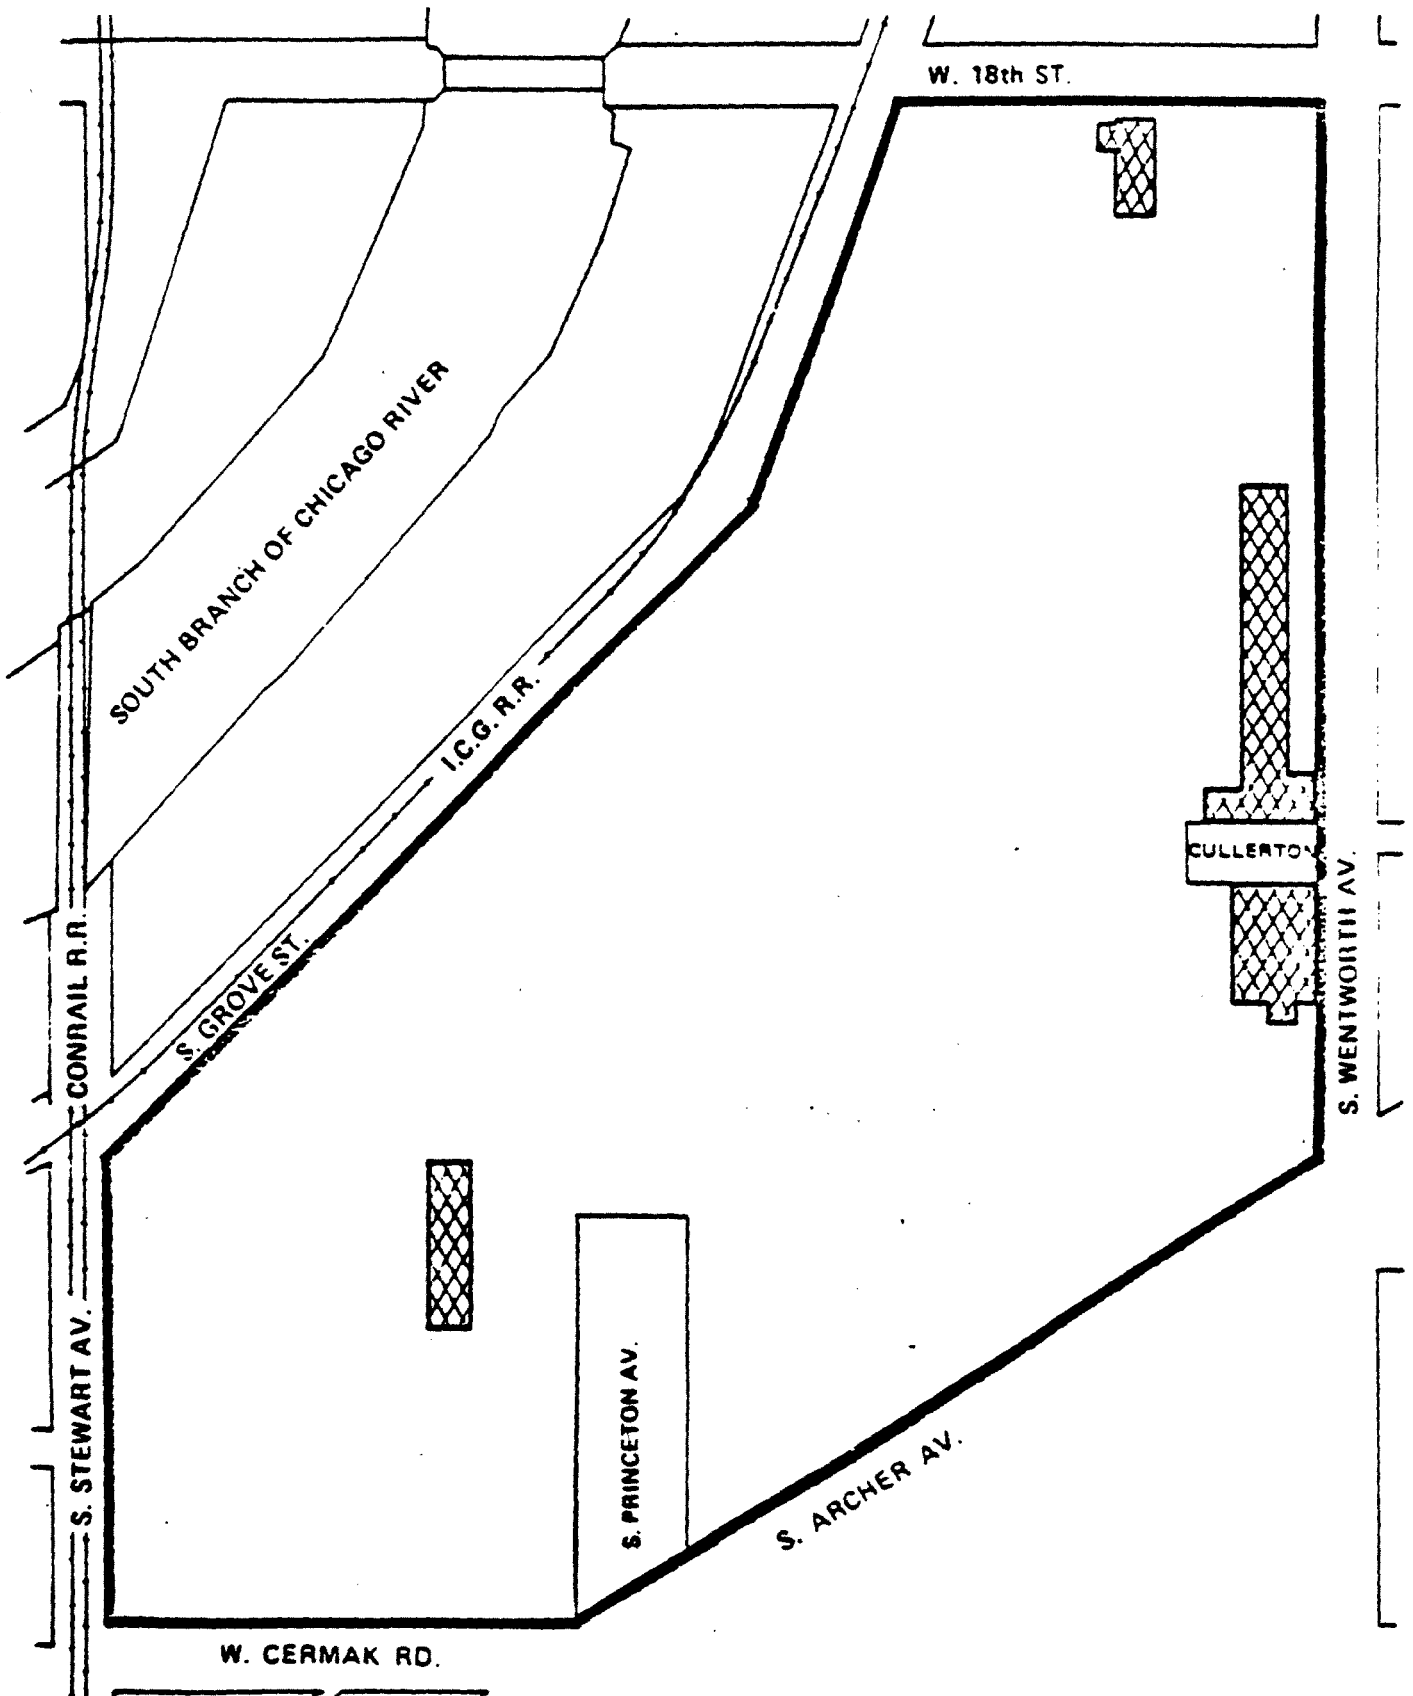 W. 18th ST.
SOUTH BRANCH OF CHICAGO RIVER
I.C.G. R.R.
CULLERTON
S. WENTWORTH AV.
CONRAIL R.R.
S. GROVE ST.
S. STEWART AV.
S. PRINCETON AV.
S. ARCHER AV.
W. CERMAK RD.